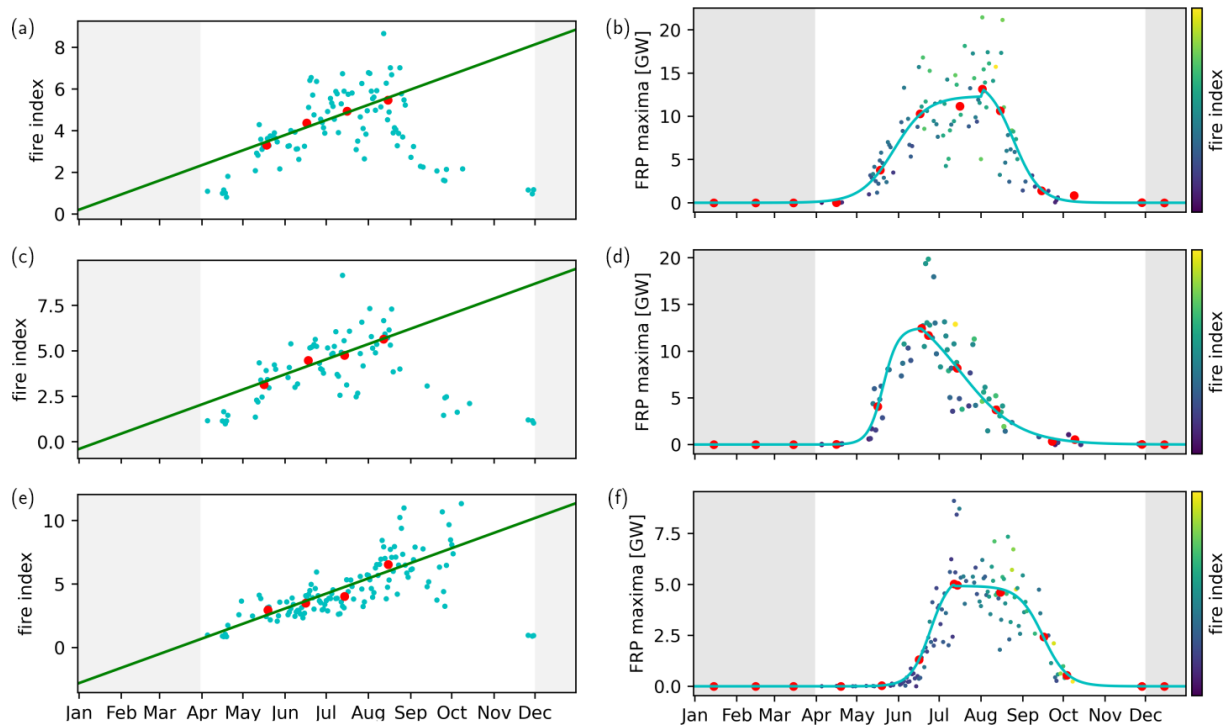 (a)
fire index
8
6
4
2
0
(b)
FRP maxima [GW]
20
15
10
5
0
fire index
(c)
fire index
7.5
5.0
2.5
0.0
(d)
FRP maxima [GW]
20
15
10
5
0
fire index
(e)
fire index
10
5
0
Jan Feb Mar Apr May Jun Jul Aug Sep Oct Nov Dec
(f)
FRP maxima [GW]
7.5
5.0
2.5
0.0
Jan Feb Mar Apr May Jun Jul Aug Sep Oct Nov Dec
fire index